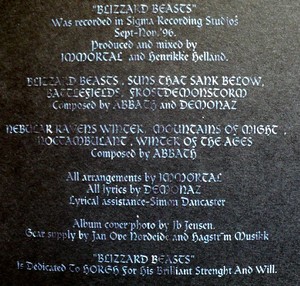 "BLIZZARD BEASTS"
Was recorded in Sigma Recording Studios
Sept-Nov. '96.
Produced and mixed by
IMMORTAL and Henrikke Helland.
BLIZZARD BEASTS, SUNS THAT SANK BELOW,
BATTLEFIELDS, FROSTDEMONSTORM
Composed by ABBATH and DEMONAZ
NEBULAR RAVENS WINTER, MOUNTAINS OF MIGHT,
NOCTAMBULANT, WINTER OF THE AGES
Composed by ABBATH
All arrangements by IMMORTAL
All lyrics by DEMONAZ
Lyrical assistance-Simon Dancaster
Album cover photo by Jb Jensen.
Gear supply by Jan Ove Nordeide and Hagstr'm Musikk
"BLIZZARD BEASTS"
Is Dedicated To HORGH For His Brilliant Strenght And Will.